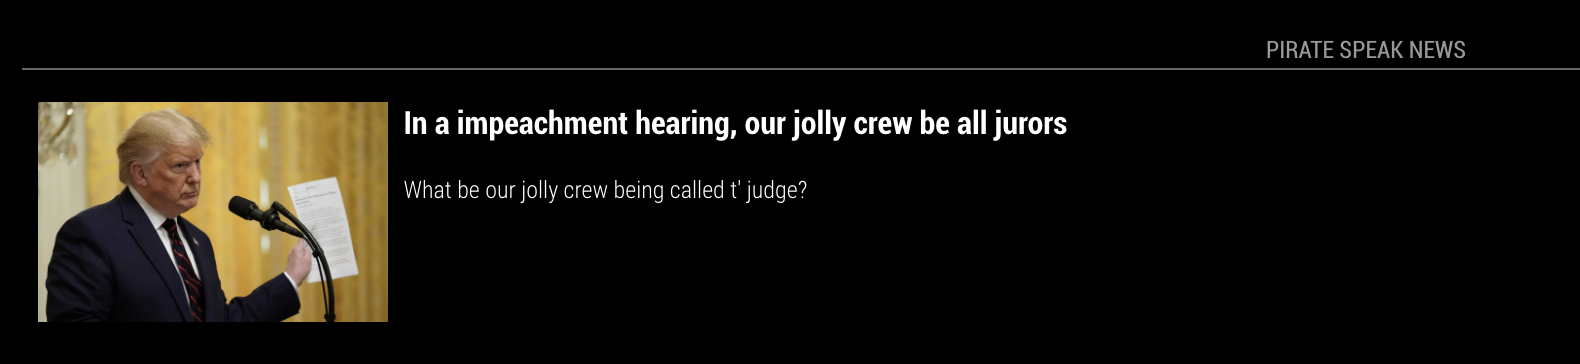 PIRATE SPEAK NEWS
In a impeachment hearing, our jolly crew be all jurors
What be our jolly crew being called t' judge?